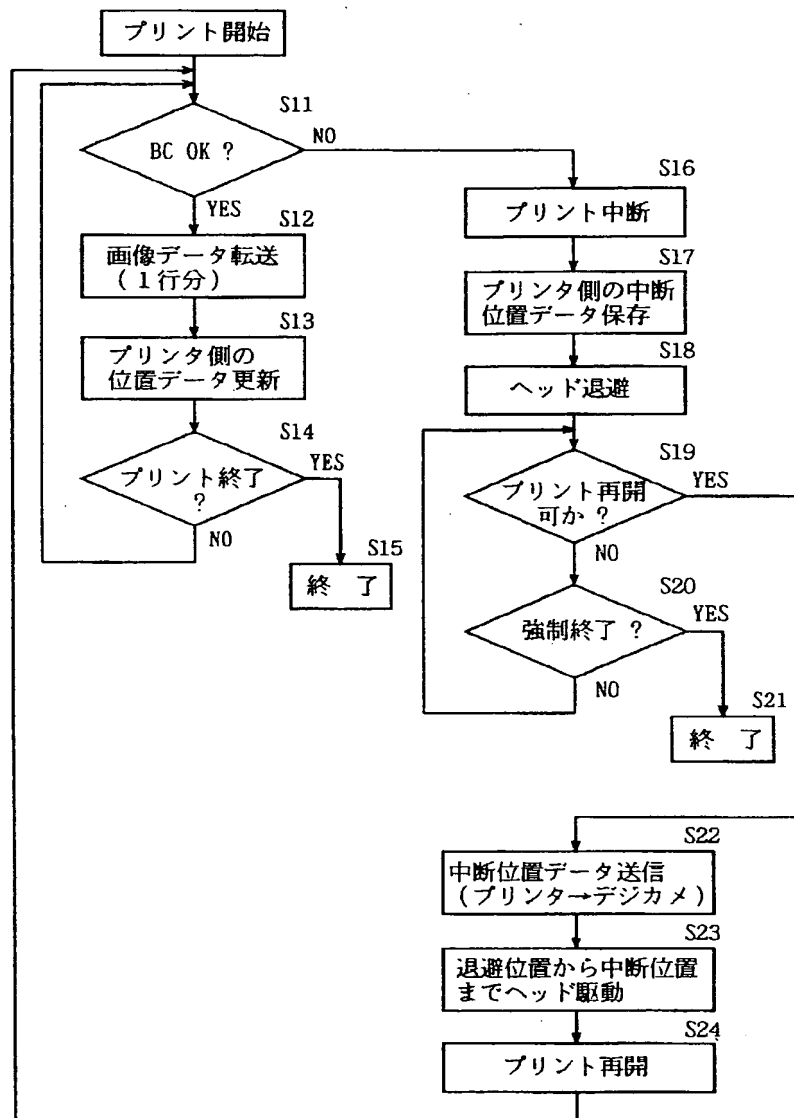 プリント開始
S11
BC OK ?
NO
YES
S12
画像データ転送
(1行分)
S13
プリンタ側の
位置データ更新
S14
プリント終了
?
YES
NO
S15
終 了
S16
プリント中断
S17
プリンタ側の中断
位置データ保存
S18
ヘッド退避
S19
プリント再開
可か ?
YES
NO
S20
強制終了 ?
YES
NO
S21
終 了
S22
中断位置データ送信
(プリンタ→デジカメ)
S23
退避位置から中断位置
までヘッド駆動
S24
プリント再開